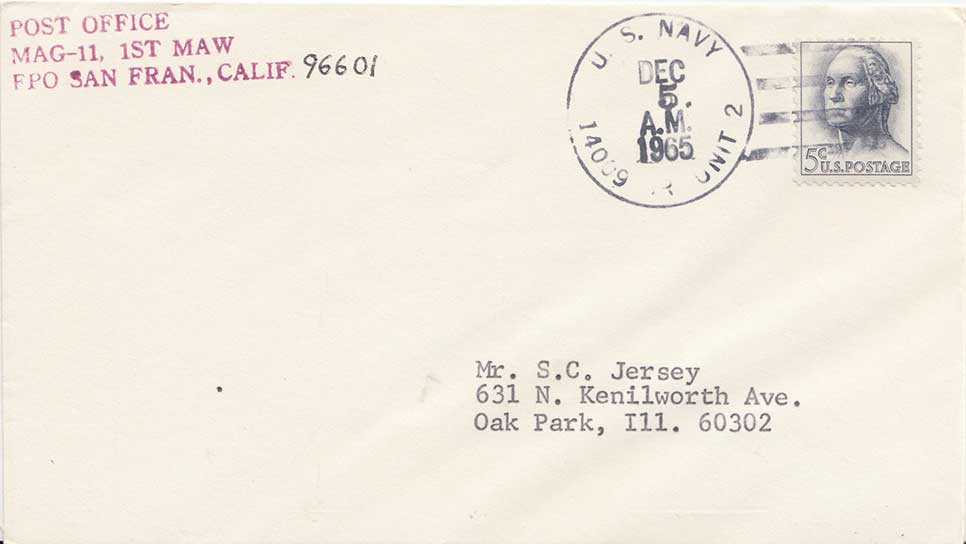 POST OFFICE
MAG-11, 1ST MAW
FPO SAN FRAN., CALIF. 96601
U. S. NAVY
DEC
5.
A.M.
1965
UNIT 2
5c
U.S.POSTAGE
Mr. S.C. Jersey
631 N. Kenilworth Ave.
Oak Park, Ill. 60302